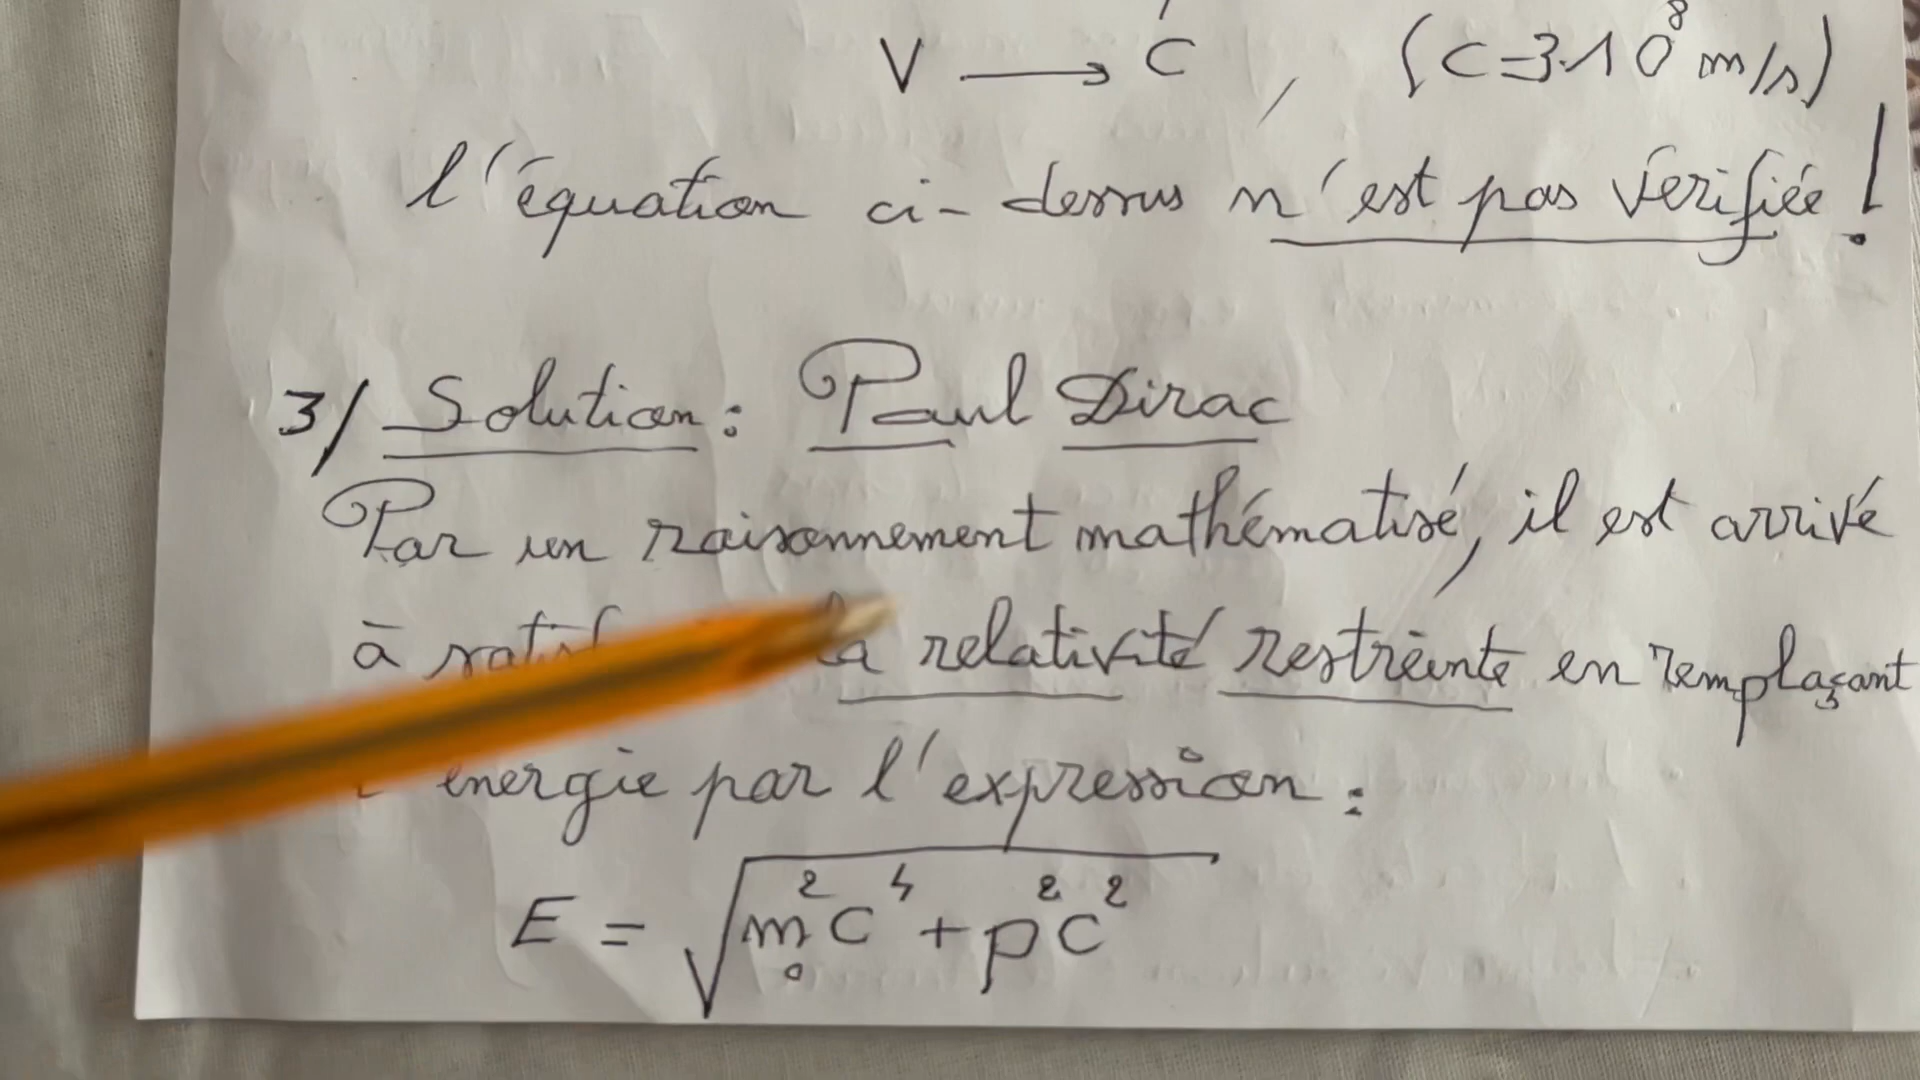 V → C , (C=3.10⁸ m/s)
l'équation ci-dessus n'est pas vérifiée !
3/ Solution : Paul Dirac
Par un raisonnement mathématisé, il est arrivé
à la relativité restreinte en remplaçant
énergie par l'expression :
E = √(m₀²c⁴ + p²c²)